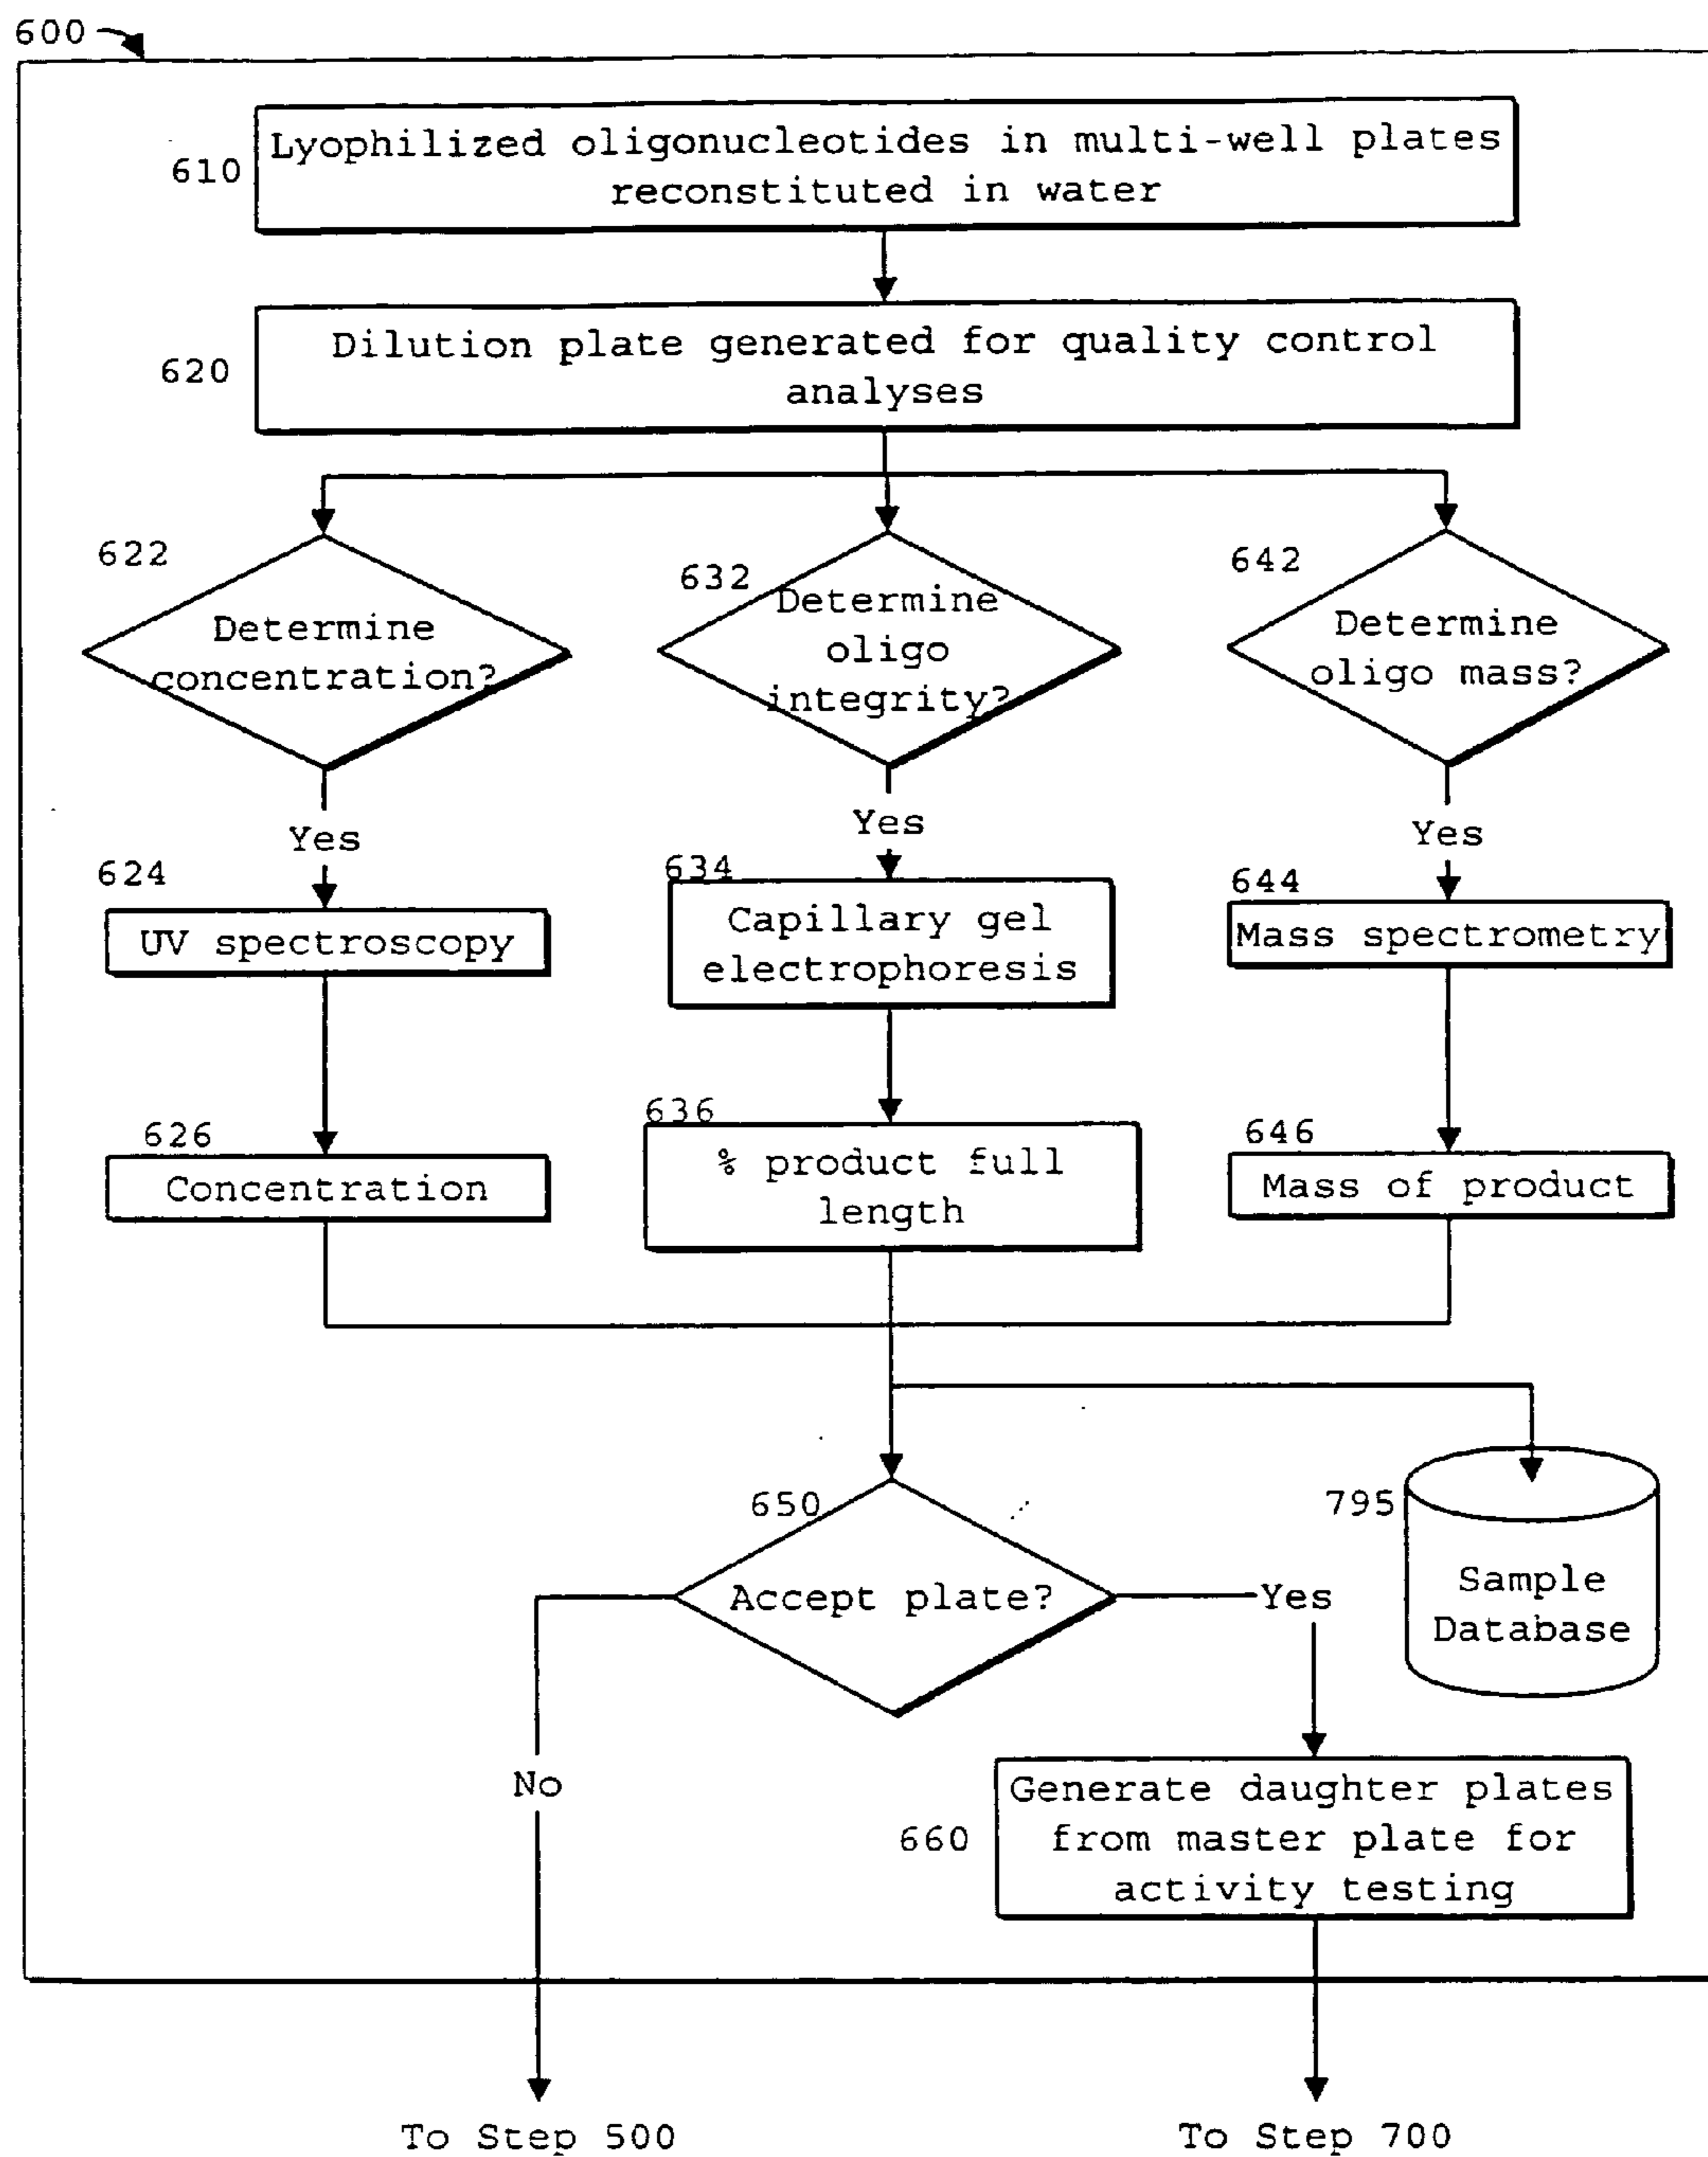 600
610
Lyophilized oligonucleotides in multi-well plates
reconstituted in water
620
Dilution plate generated for quality control
analyses
622
Determine
concentration?
632
Determine
oligo
integrity?
642
Determine
oligo mass?
Yes
Yes
Yes
624
UV spectroscopy
634
Capillary gel
electrophoresis
644
Mass spectrometry
626
Concentration
636
% product full
length
646
Mass of product
650
Accept plate?
Yes
795
Sample
Database
No
660
Generate daughter plates
from master plate for
activity testing
To Step 500
To Step 700